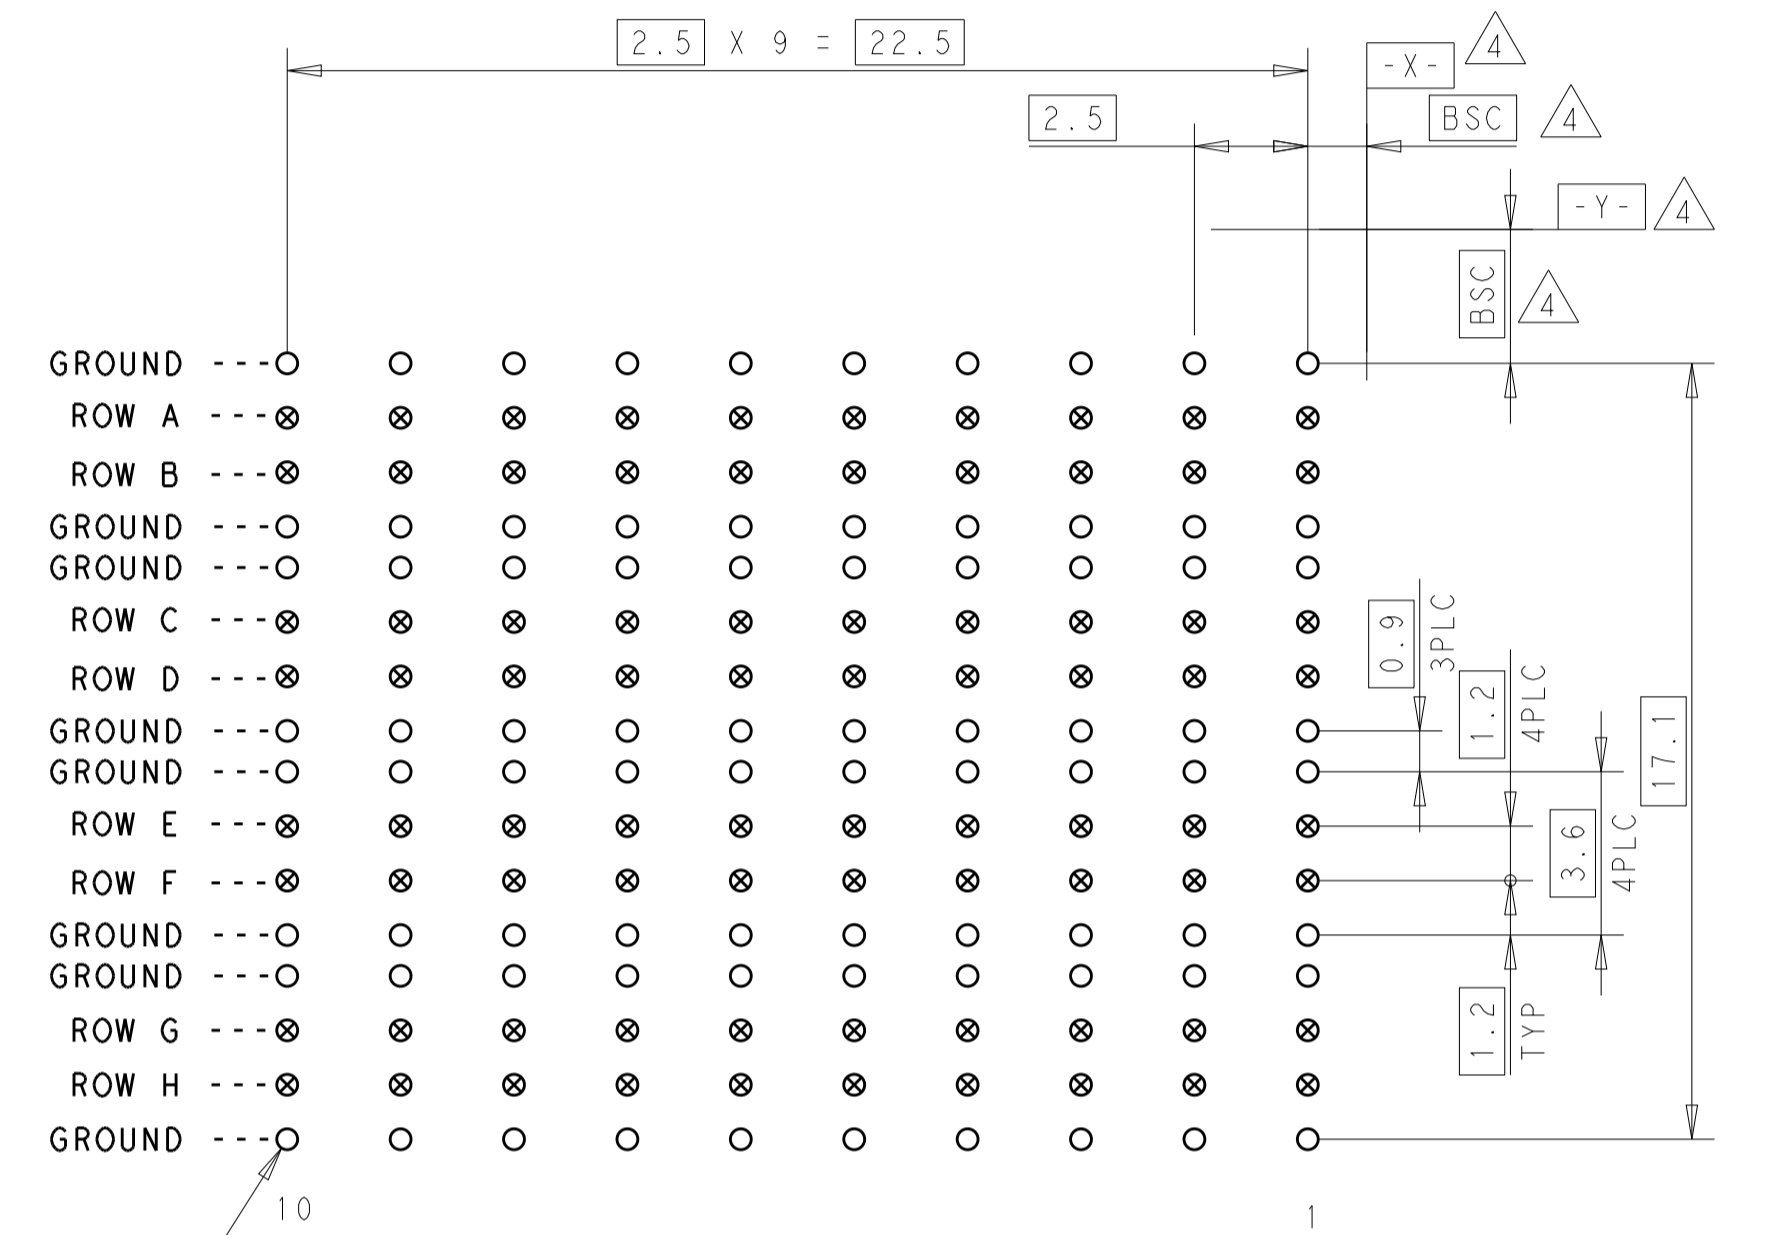 2.5 X 9 = 22.5
-X- 4
2.5
BSC 4
-Y- 4
BSC 4
GROUND ---
ROW A ---
ROW B ---
GROUND ---
GROUND ---
ROW C ---
ROW D ---
GROUND ---
GROUND ---
ROW E ---
ROW F ---
GROUND ---
GROUND ---
ROW G ---
ROW H ---
GROUND ---
0.9
3PLC
1.2
4PLC
17.1
3.6
4PLC
1.2
TYP
10
1